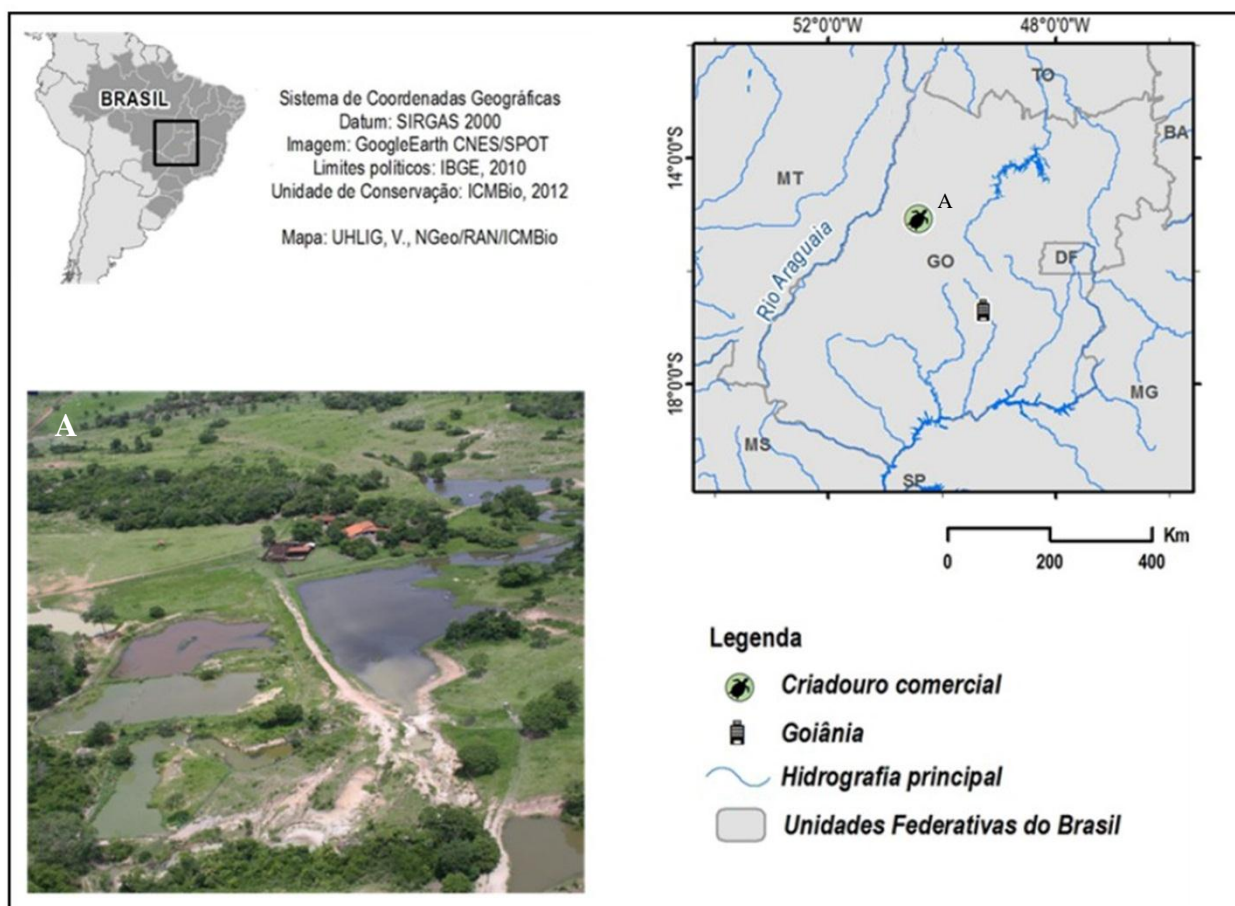 BRASIL
Sistema de Coordenadas Geográficas
Datum: SIRGAS 2000
Imagem: GoogleEarth CNES/SPOT
Limites políticos: IBGE, 2010
Unidade de Conservação: ICMBio, 2012
Mapa: UHLIG, V., NGeo/RAN/ICMBio
52°0'0"W
48°0'0"W
14°0'0"S
18°0'0"S
TO
BA
MT
A
GO
DF
Rio Araguaia
MG
MS
SP
Km
0 200 400
A
Legenda
Criadouro comercial
Goiânia
Hidrografia principal
Unidades Federativas do Brasil